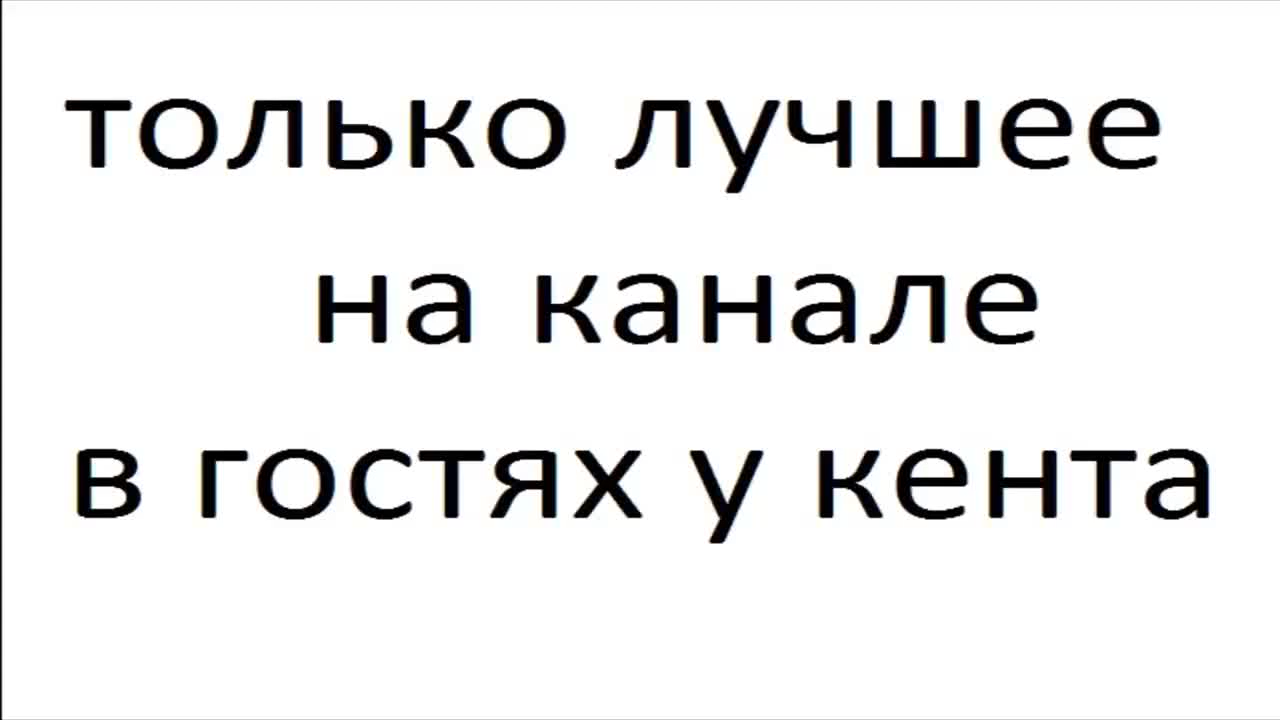 только лучшее
на канале
в гостях у кента